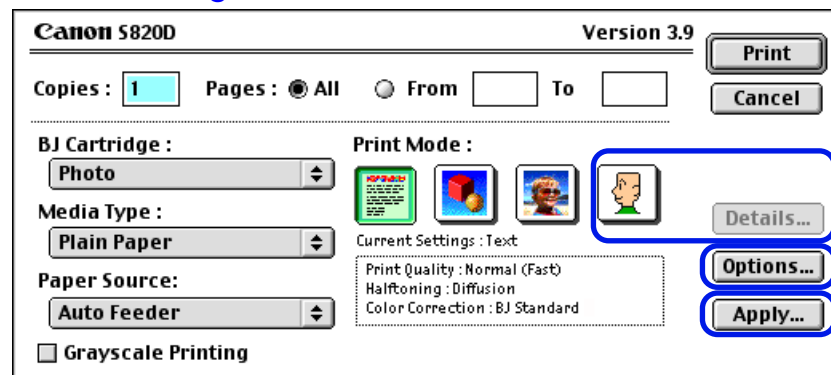 Canon S820D Version 3.9
Print
Copies : 1 Pages : All From To
Cancel
BJ Cartridge : Print Mode :
Photo
Media Type :
Details...
Plain Paper
Current Settings : Text
Print Quality : Normal (Fast)
Options...
Paper Source:
Halftoning : Diffusion
Color Correction : BJ Standard
Auto Feeder
Apply...
Grayscale Printing